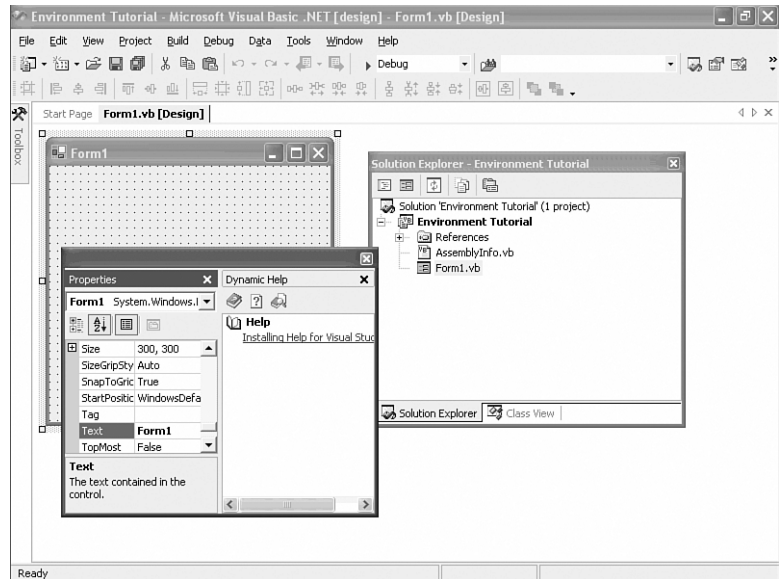 Environment Tutorial - Microsoft Visual Basic .NET [design] - Form1.vb [Design]
File Edit View Project Build Debug Data Tools Window Help
Debug
Start Page Form1.vb [Design]
Toolbox
Form1
Solution Explorer - Environment Tutorial
Solution 'Environment Tutorial' (1 project)
Environment Tutorial
References
AssemblyInfo.vb
Form1.vb
Solution Explorer Class View
Properties
Form1 System.Windows.I
Size 300, 300
SizeGripSty Auto
SnapToGric True
StartPositic WindowsDefa
Tag
Text Form1
TopMost False
Text
The text contained in the
control.
Dynamic Help
Help
Installing Help for Visual Stuc
Ready